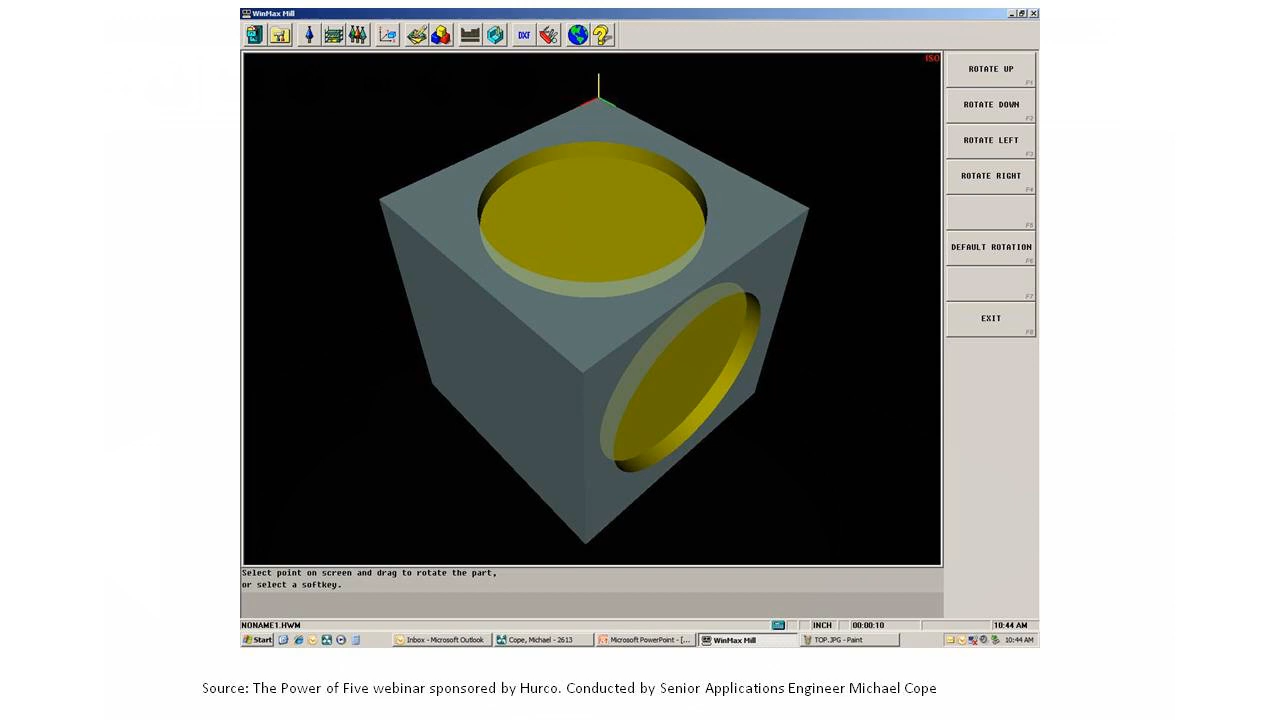 WinMax Mill
DXF
ISO
ROTATE UP
F1
ROTATE DOWN
F2
ROTATE LEFT
F3
ROTATE RIGHT
F4
F5
DEFAULT ROTATION
F6
F7
EXIT
F8
Select point on screen and drag to rotate the part,
or select a softkey.
NONAME1.HWM INCH 00:00:10 10:44 AM
Start Inbox - Microsoft Outlook Cope, Michael - 2613 Microsoft PowerPoint - [... WinMax Mill TOP.JPG - Paint 10:44 AM
Source: The Power of Five webinar sponsored by Hurco. Conducted by Senior Applications Engineer Michael Cope